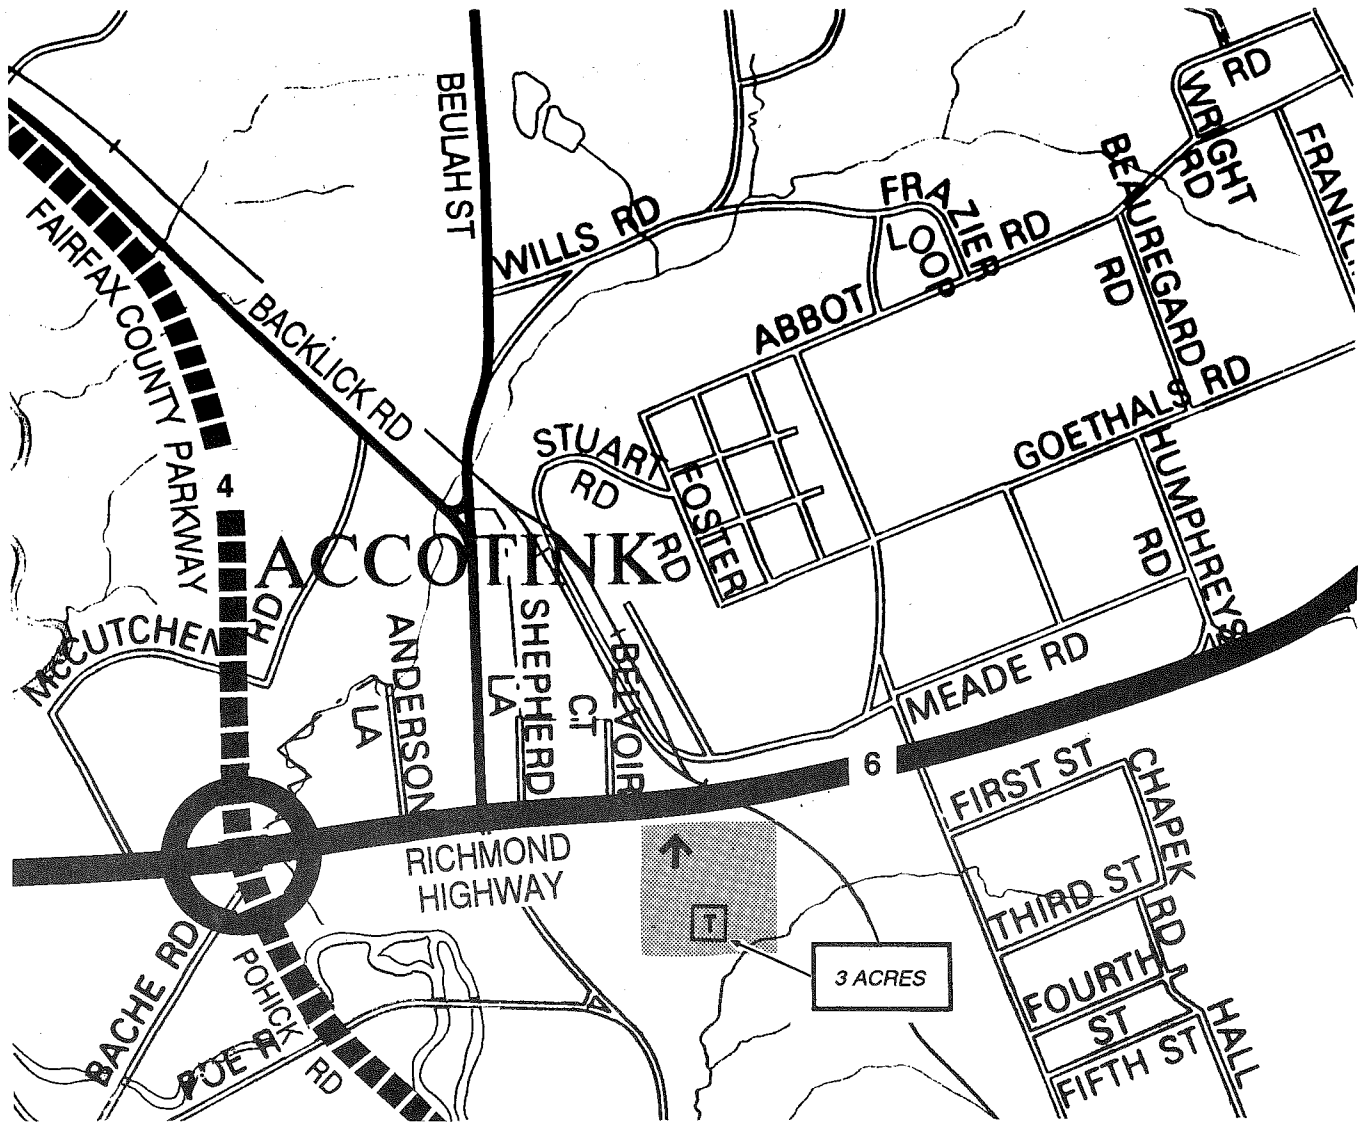 RD
WRIGHT
RD
BEULAH ST
FRANKLI
BEAUREGARD
RD
FRAZIER
LOOP
WILLS RD
RD
ABBOT
FAIRFAX COUNTY PARKWAY
BACKLICK RD
GOETHALS RD
STUART
RD
FOSTER
RD
HUMPHREYS
RD
4
ACCOTINK
McCUTCHEN
RD
ANDERSON
LA
SHEPHERD
LA
BELVOIR
CT
MEADE RD
6
FIRST ST
CHAPEK
RD
RICHMOND
HIGHWAY
T
3 ACRES
THIRD ST
FOURTH
ST
FIFTH ST
HALL
BACHE RD
POHICK
RD
POE R